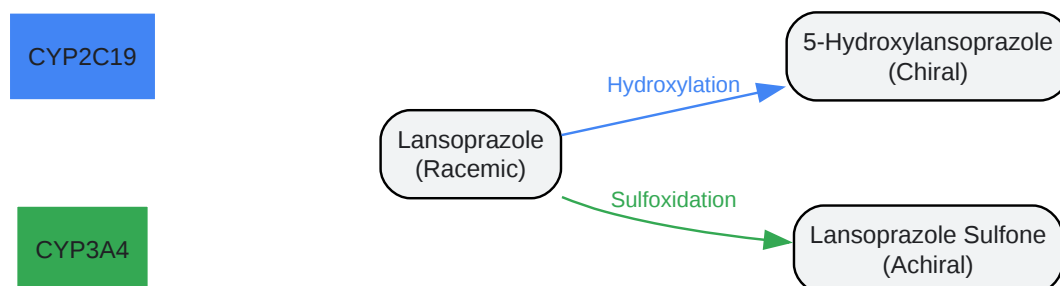 CYP2C19
5-Hydroxylansoprazole
(Chiral)
Hydroxylation
Lansoprazole
(Racemic)
Sulfoxidation
CYP3A4
Lansoprazole Sulfone
(Achiral)